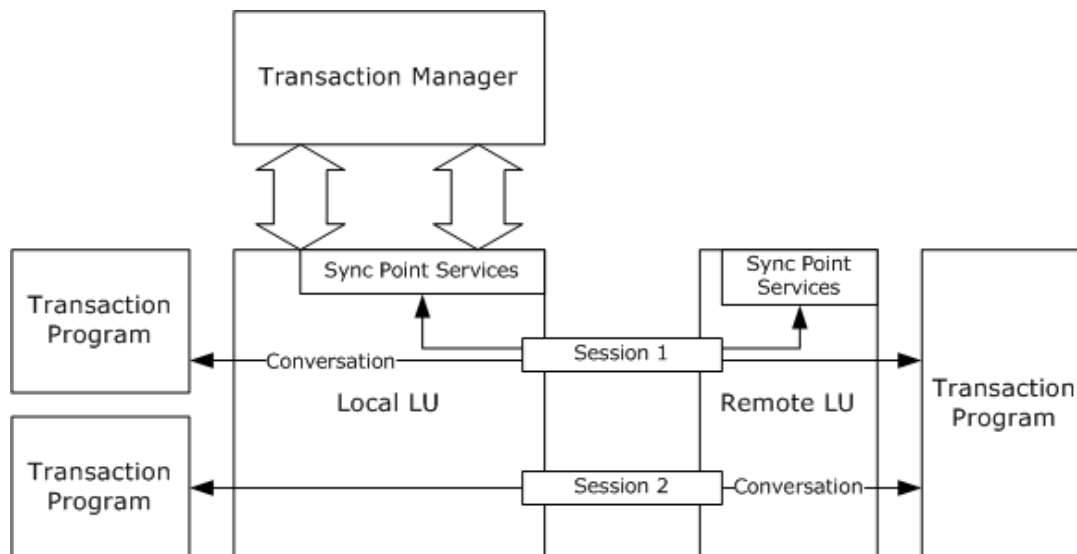 Transaction Manager
Sync Point Services
Sync Point
Services
Transaction
Program
Session 1
Conversation
Local LU
Remote LU
Transaction
Program
Transaction
Program
Session 2
Conversation